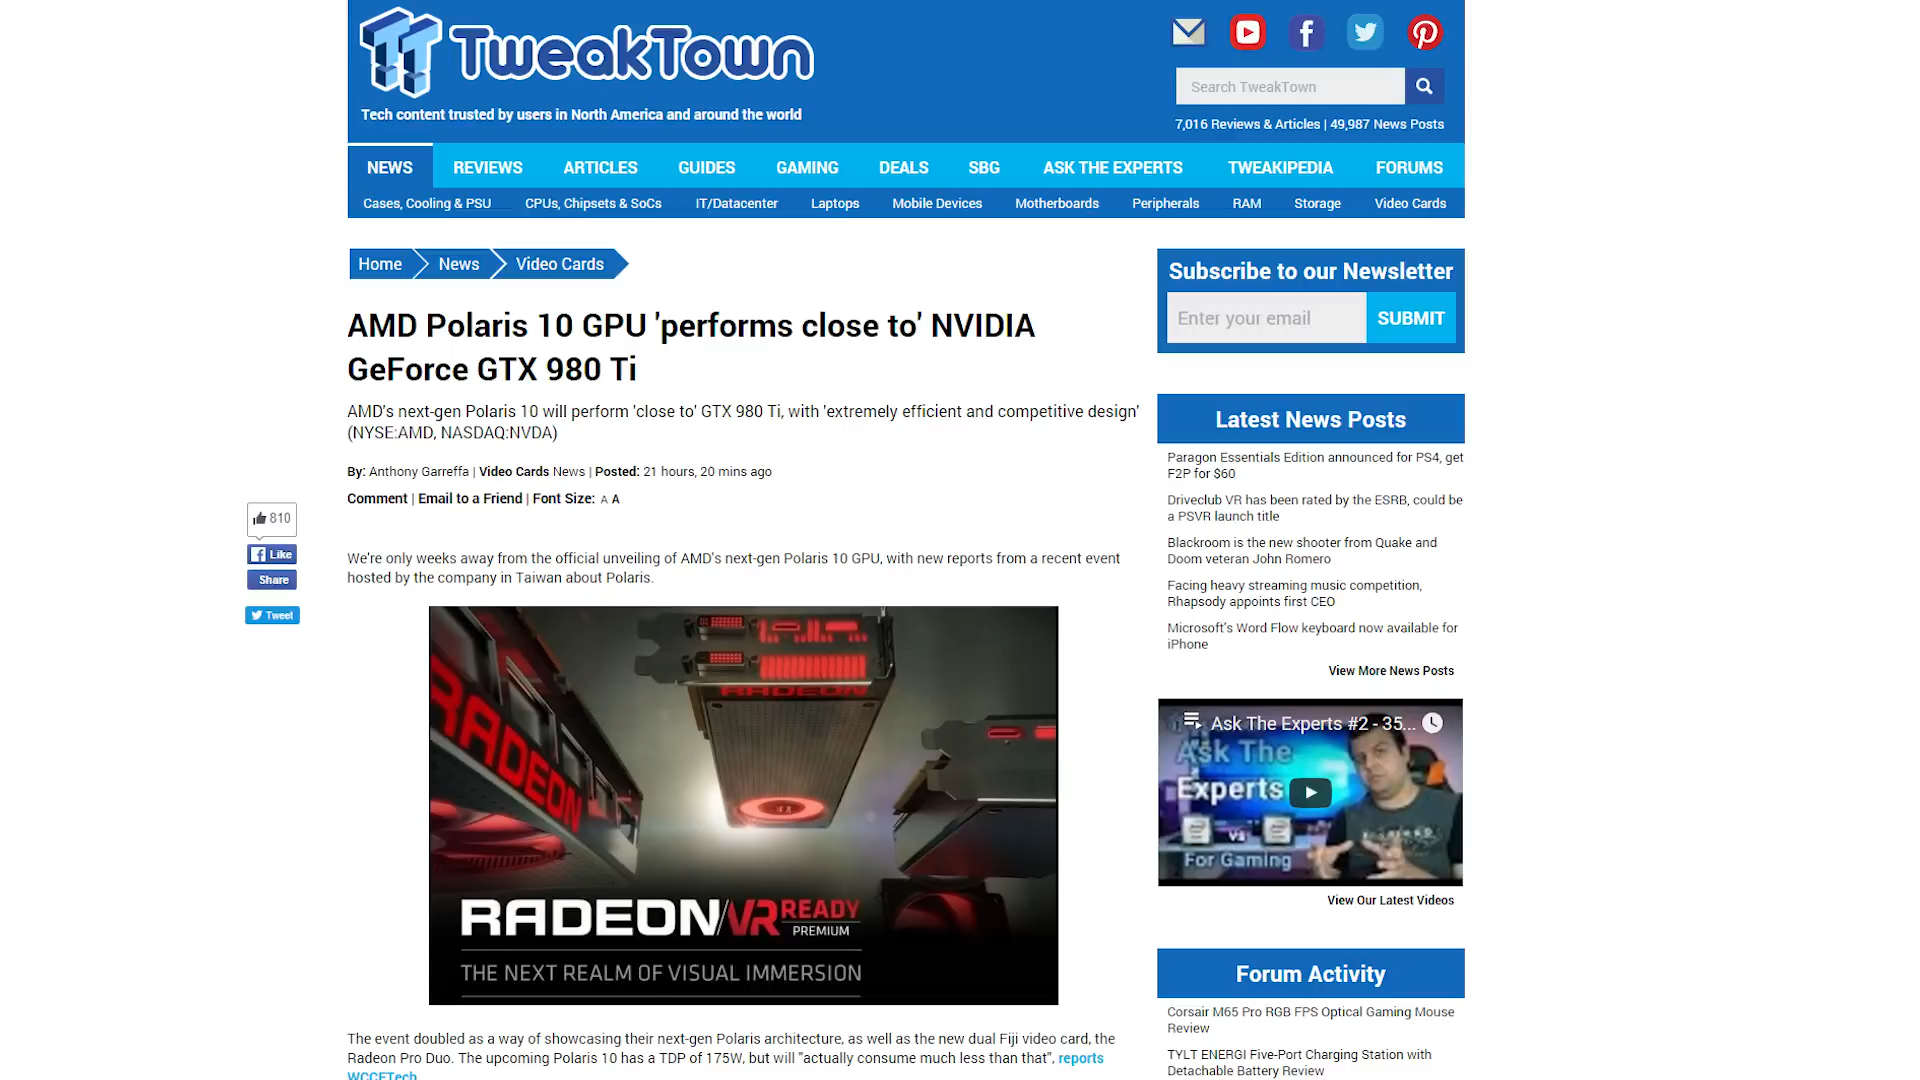 TweakTown
Tech content trusted by users in North America and around the world
Search TweakTown
7,016 Reviews & Articles | 49,987 News Posts
NEWS REVIEWS ARTICLES GUIDES GAMING DEALS SBG ASK THE EXPERTS TWEAKIPEDIA FORUMS
Cases, Cooling & PSU CPUs, Chipsets & SoCs IT/Datacenter Laptops Mobile Devices Motherboards Peripherals RAM Storage Video Cards
Home News Video Cards
AMD Polaris 10 GPU 'performs close to' NVIDIA
GeForce GTX 980 Ti
AMD's next-gen Polaris 10 will perform 'close to' GTX 980 Ti, with 'extremely efficient and competitive design'
(NYSE:AMD, NASDAQ:NVDA)
By: Anthony Garreffa | Video Cards News | Posted: 21 hours, 20 mins ago
Comment | Email to a Friend | Font Size: A A
810
Like
Share
Tweet
We're only weeks away from the official unveiling of AMD's next-gen Polaris 10 GPU, with new reports from a recent event
hosted by the company in Taiwan about Polaris.
RADEON
RADEON
RADEON/VR READY
PREMIUM
THE NEXT REALM OF VISUAL IMMERSION
The event doubled as a way of showcasing their next-gen Polaris architecture, as well as the new dual Fiji video card, the
Radeon Pro Duo. The upcoming Polaris 10 has a TDP of 175W, but will "actually consume much less than that", reports
WCCFTech
Subscribe to our Newsletter
Enter your email SUBMIT
Latest News Posts
Paragon Essentials Edition announced for PS4, get
F2P for $60
Driveclub VR has been rated by the ESRB, could be
a PSVR launch title
Blackroom is the new shooter from Quake and
Doom veteran John Romero
Facing heavy streaming music competition,
Rhapsody appoints first CEO
Microsoft's Word Flow keyboard now available for
iPhone
View More News Posts
Ask The Experts #2 - 35...
Ask The
Experts
vs
For Gaming
View Our Latest Videos
Forum Activity
Corsair M65 Pro RGB FPS Optical Gaming Mouse
Review
TYLT ENERGI Five-Port Charging Station with
Detachable Battery Review